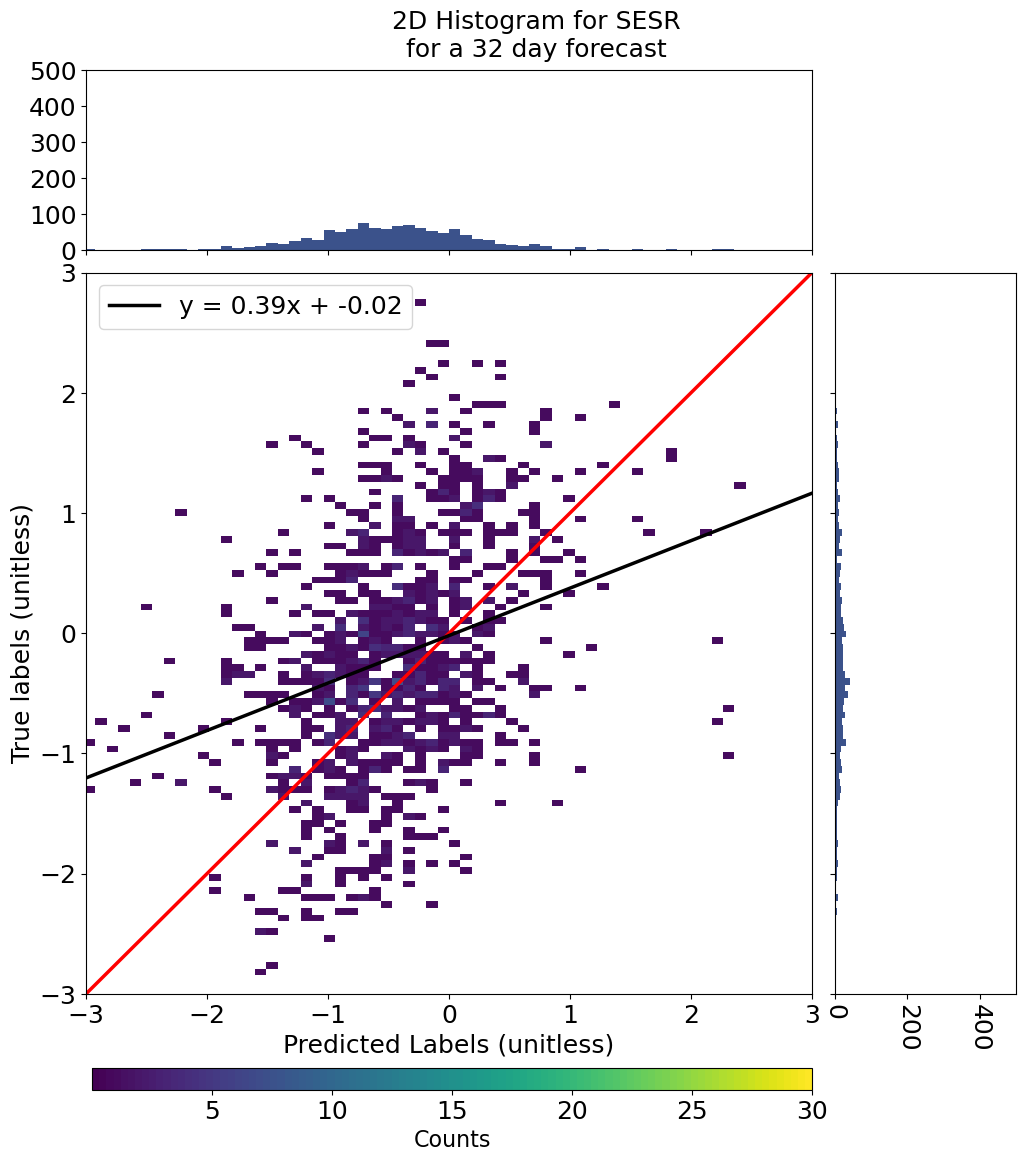 2D Histogram for SESR
for a 32 day forecast
500
400
300
200
100
0
3
2
1
0
−1
−2
−3
True labels (unitless)
y = 0.39x + -0.02
−3 −2 −1 0 1 2 3
Predicted Labels (unitless)
0 200 400
5 10 15 20 25 30
Counts